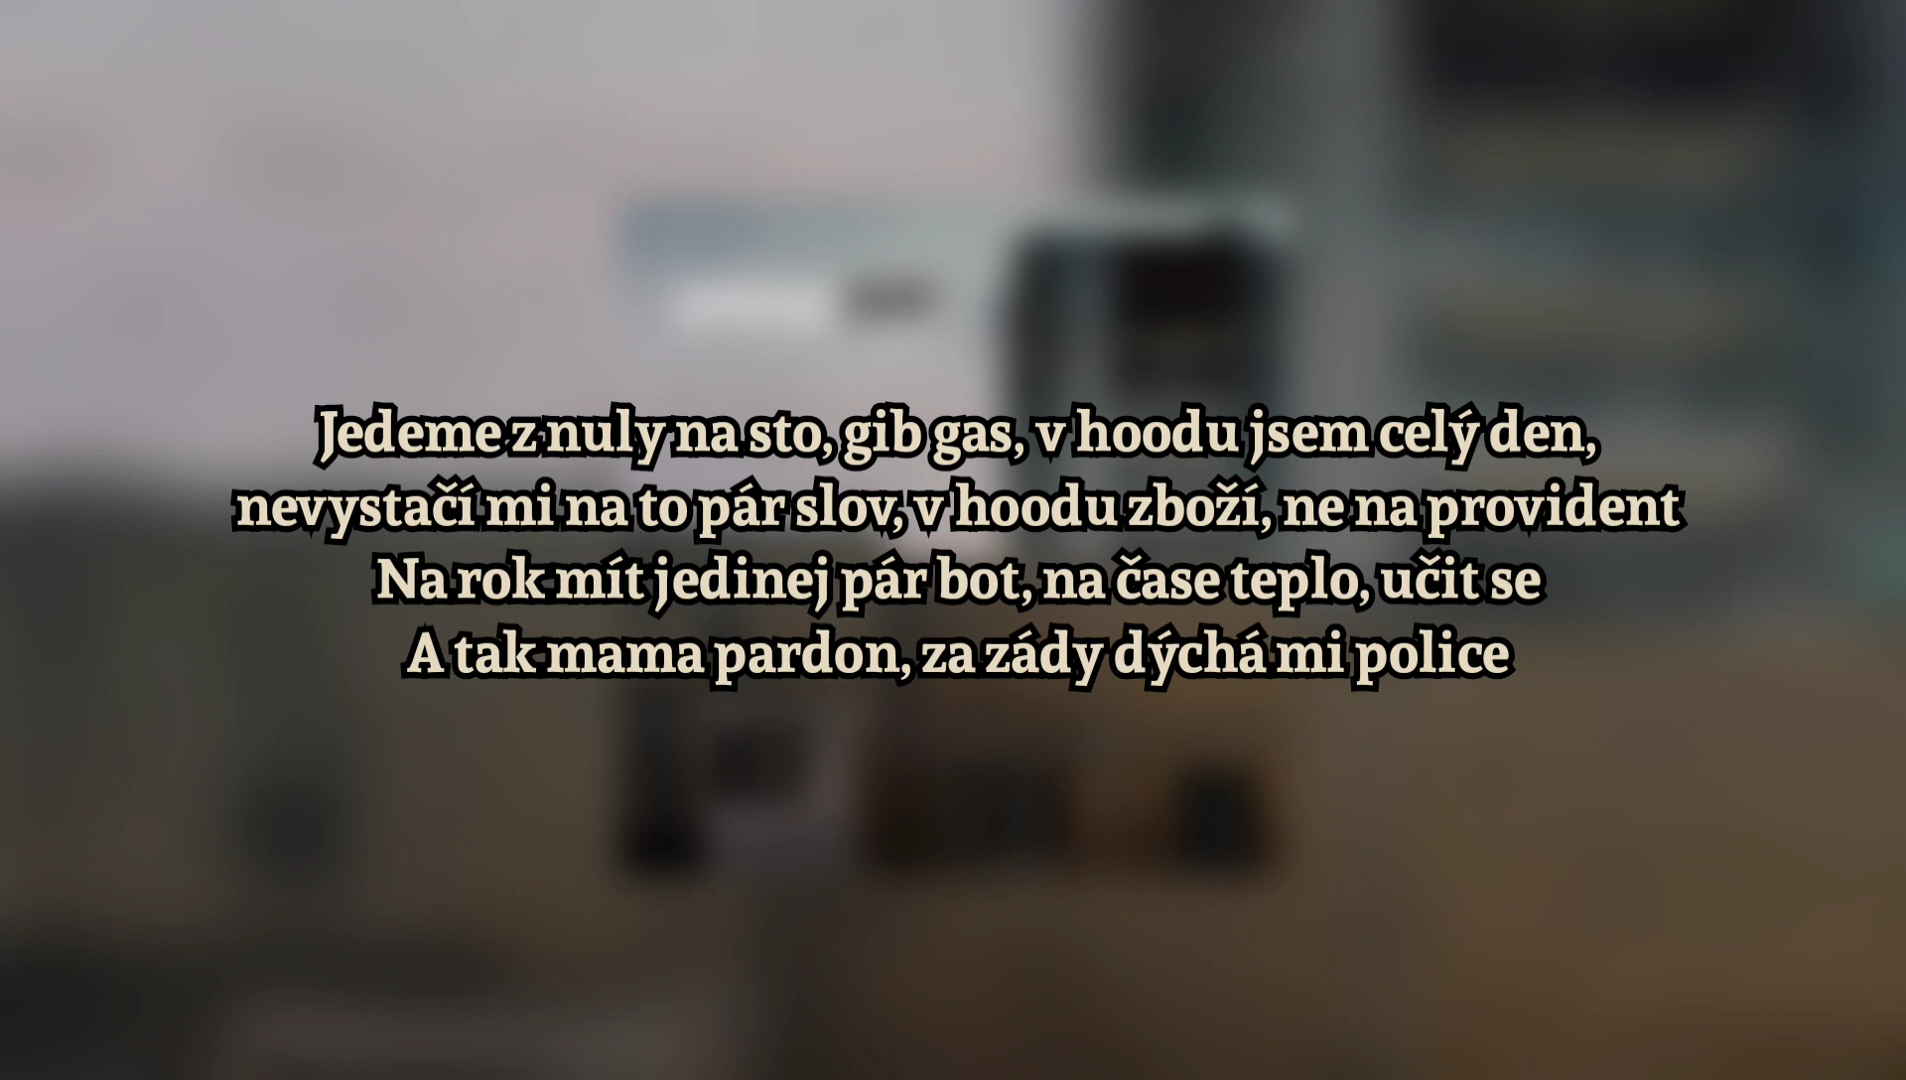 Jedeme z nuly na sto, gib gas, v hoodu jsem celý den,
nevystačí mi na to pár slov, v hoodu zboží, ne na provident
Na rok mít jedinej pár bot, na čase teplo, učit se
A tak mama pardon, za zády dýchá mi police